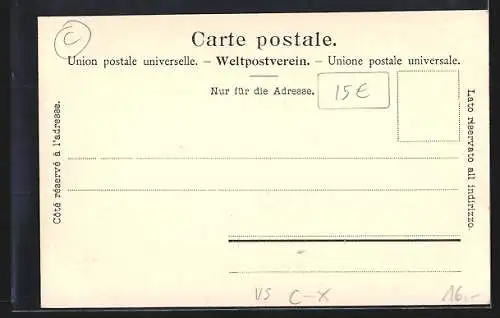 C
Carte postale.
Union postale universelle. – Weltpostverein. – Unione postale universale.
Nur für die Adresse.
15€
Côté réservé à l'adresse.
Lato riservato all indirizzo.
VS C-X 16.-